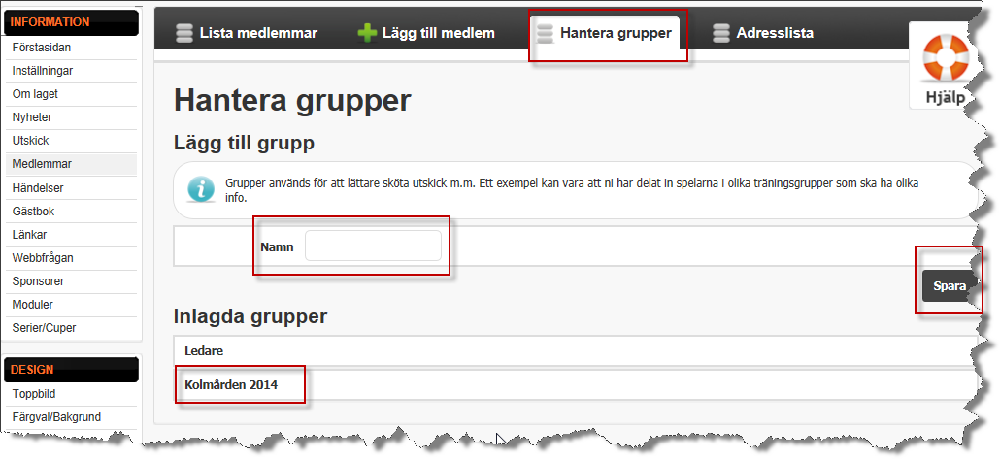 INFORMATION
Förstasidan
Inställningar
Om laget
Nyheter
Utskick
Medlemmar
Händelser
Gästbok
Länkar
Webbfrågan
Sponsorer
Moduler
Serier/Cuper
DESIGN
Toppbild
Färgval/Bakgrund
Lista medlemmar
Lägg till medlem
Hantera grupper
Adresslista
Hjälp
Hantera grupper
Lägg till grupp
Grupper används för att lättare sköta utskick m.m. Ett exempel kan vara att ni har delat in spelarna i olika träningsgrupper som ska ha olika
info.
Namn
Spara
Inlagda grupper
Ledare
Kolmården 2014